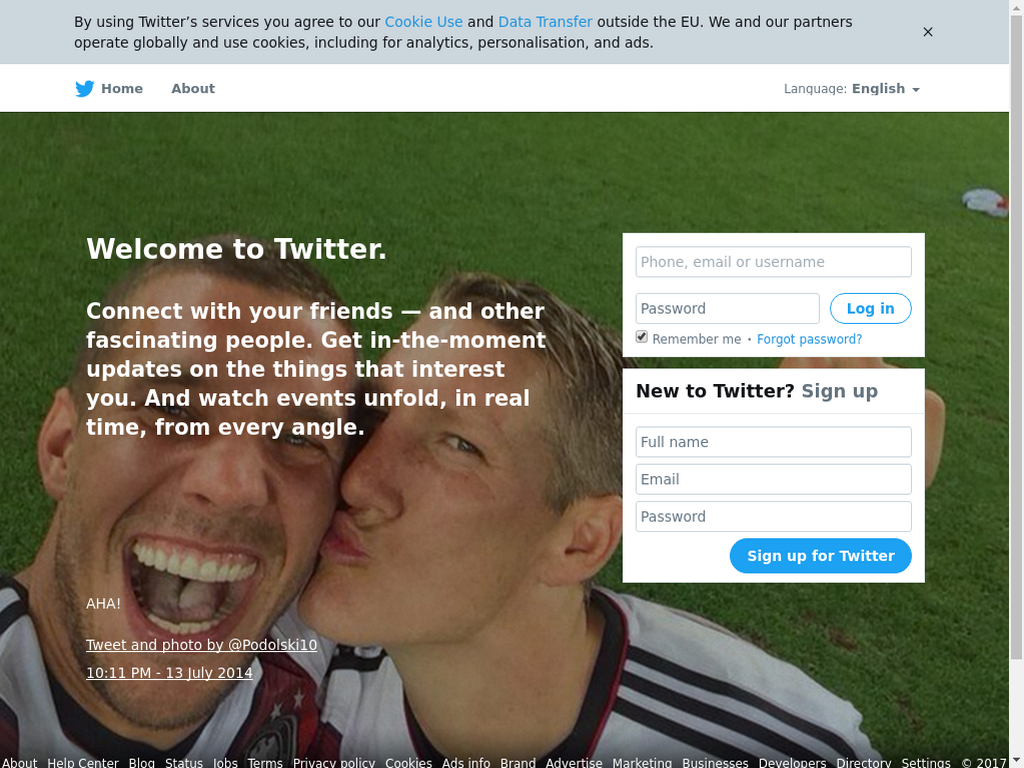 By using Twitter’s services you agree to our Cookie Use and Data Transfer outside the EU. We and our partners
operate globally and use cookies, including for analytics, personalisation, and ads.
×
Home About
Language: English
Welcome to Twitter.
Connect with your friends — and other
fascinating people. Get in-the-moment
updates on the things that interest
you. And watch events unfold, in real
time, from every angle.
AHA!
Tweet and photo by @Podolski10
10:11 PM - 13 July 2014
Phone, email or username
Password Log in
Remember me · Forgot password?
New to Twitter? Sign up
Full name
Email
Password
Sign up for Twitter
About Help Center Blog Status Jobs Terms Privacy policy Cookies Ads info Brand Advertise Marketing Businesses Developers Directory Settings © 2017